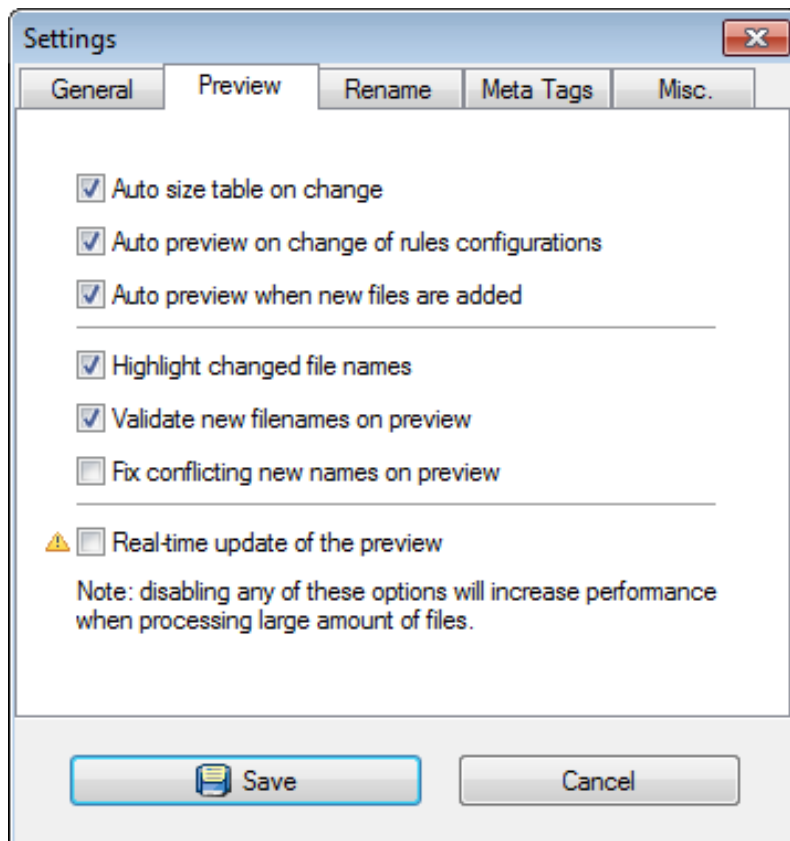 Settings
General Preview Rename Meta Tags Misc.
Auto size table on change
Auto preview on change of rules configurations
Auto preview when new files are added
Highlight changed file names
Validate new filenames on preview
Fix conflicting new names on preview
Real-time update of the preview
Note: disabling any of these options will increase performance
when processing large amount of files.
Save Cancel